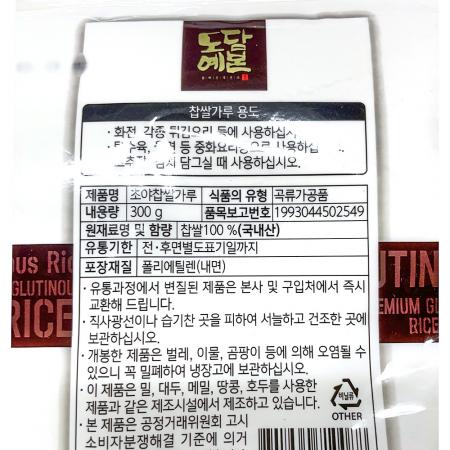 도담
예본
찹쌀가루 용도
· 화전, 각종 튀김요리 등에 사용하십시
· 탕수육, 등 중화요리용으로 사용하십
고추장, 김치 담그실 때 사용하십시오.
제품명 조야찹쌀가루 식품의 유형 곡류가공품
내용량 300 g 품목보고번호 1993044502549
원재료명 및 함량 찹쌀100 %(국내산)
유통기한 전·후면별도표기일까지
포장재질 폴리에틸렌(내면)
ous Ric
GLUTINOU
RICE
UTIN
PREMIUM GL
RICE
· 유통과정에서 변질된 제품은 본사 및 구입처에서 즉시
교환해 드립니다.
· 직사광선이나 습기찬 곳을 피하여 서늘하고 건조한 곳에
보관하십시오.
· 개봉한 제품은 벌레, 이물, 곰팡이 등에 의해 오염될 수
있으니 꼭 밀폐하여 냉장고에 보관하십시오.
· 이 제품은 밀, 대두, 메밀, 땅콩, 호두를 사용한
제품과 같은 제조시설에서 제조하고 있습니다.
· 본 제품은 공정거래위원회 고시
소비자분쟁해결 기준에 의거
비닐류
OTHER